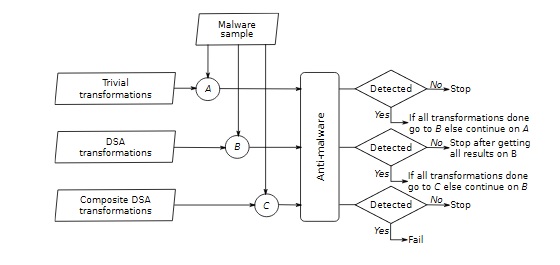 Malware
sample
Trivial
transformations
A
Detected
No
Stop
Yes
If all transformations done
go to B else continue on A
DSA
transformations
B
Anti-malware
Detected
No
Stop after getting
all results on B
Yes
If all transformations done
go to C else continue on B
Composite DSA
transformations
C
Detected
No
Stop
Yes
Fail